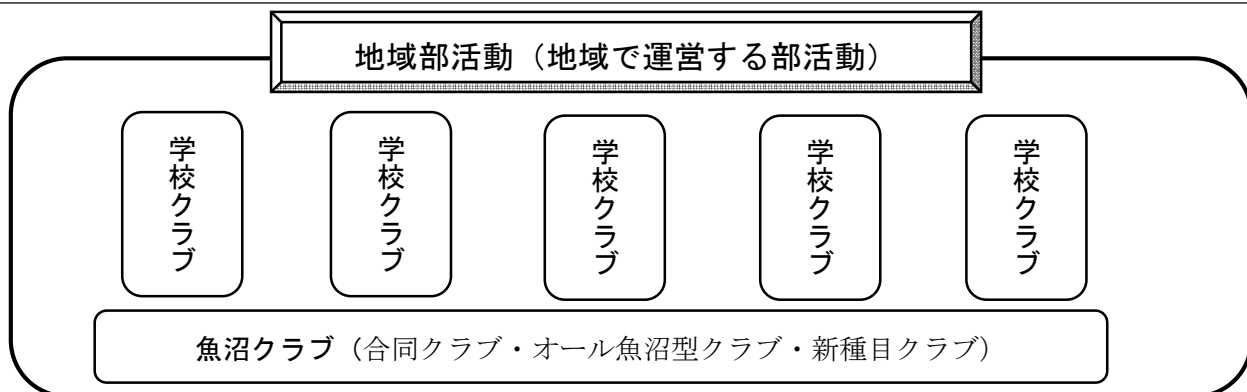 地域部活動（地域で運営する部活動）
学校クラブ
学校クラブ
学校クラブ
学校クラブ
学校クラブ
魚沼クラブ（合同クラブ・オール魚沼型クラブ・新種目クラブ）